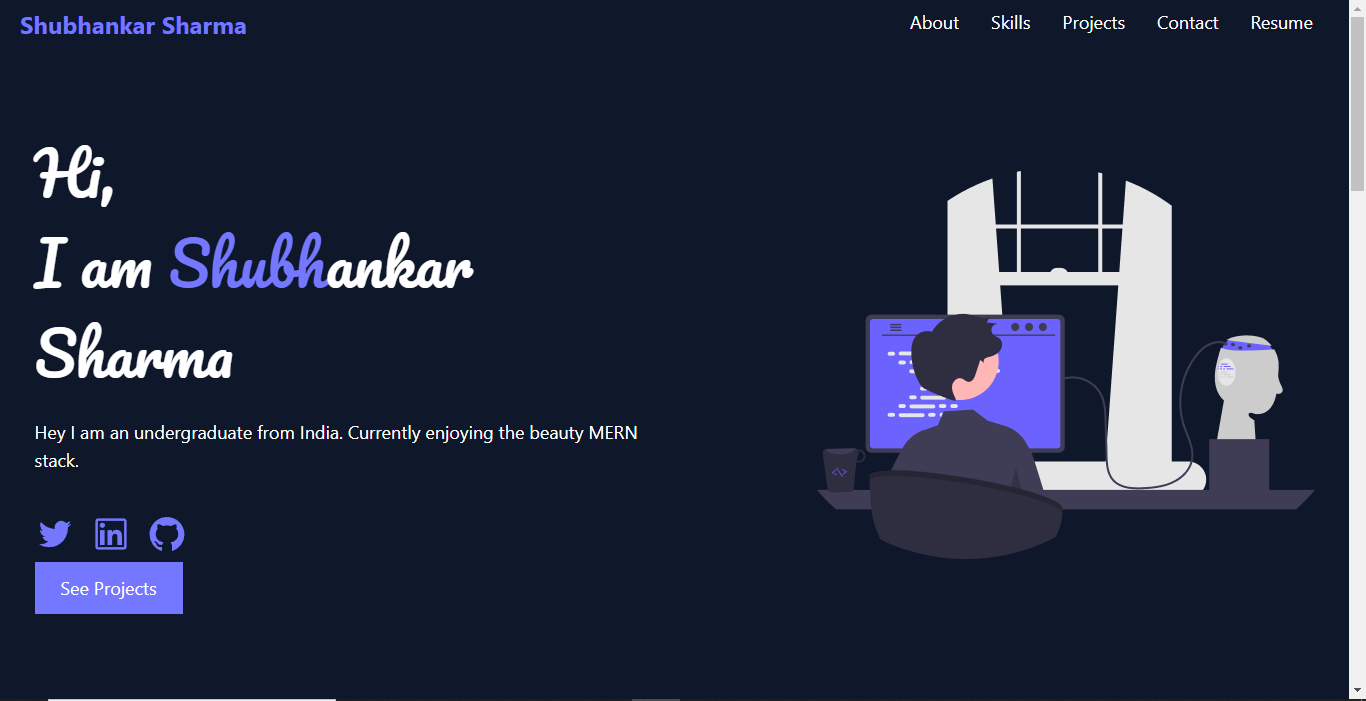 Shubhankar Sharma
About Skills Projects Contact Resume
Hi,
I am Shubhankar
Sharma
Hey I am an undergraduate from India. Currently enjoying the beauty MERN
stack.
in
See Projects
</>